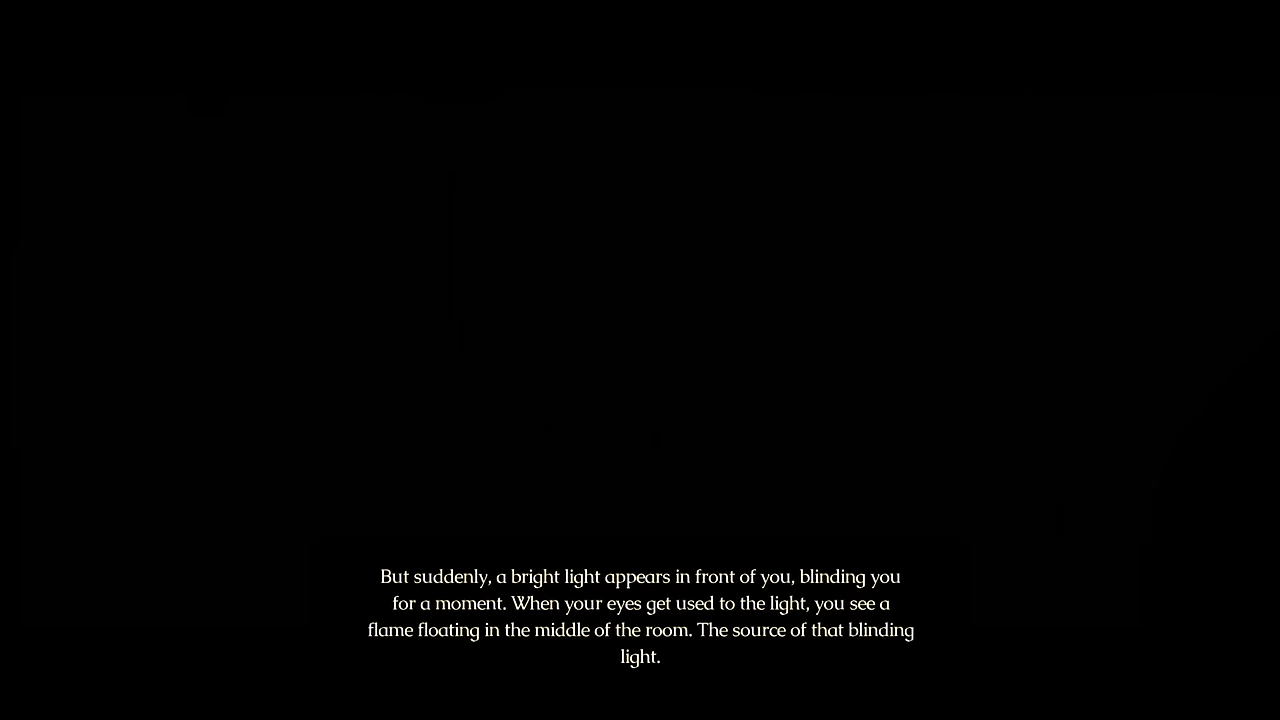 But suddenly, a bright light appears in front of you, blinding you
for a moment. When your eyes get used to the light, you see a
flame floating in the middle of the room. The source of that blinding
light.